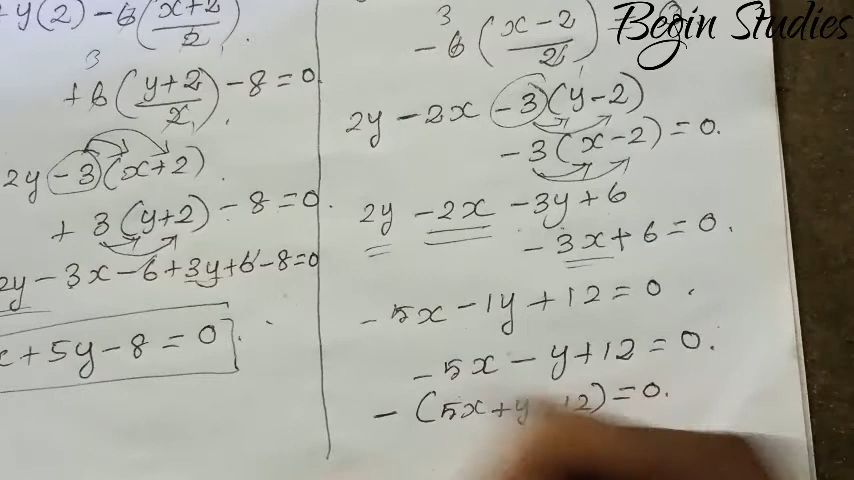 + y(2) - 6(x+2/2).
+ 6(y+2/2) - 8 = 0.
2y - 3(x+2)
+ 3(y+2) - 8 = 0.
2y - 3x - 6 + 3y + 6 - 8 = 0
x + 5y - 8 = 0.
3
- 6(x-2/2)
2y - 2x - 3(y-2)
- 3(x-2) = 0.
2y - 2x - 3y + 6
- 3x + 6 = 0.
- 5x - 1y + 12 = 0.
- 5x - y + 12 = 0.
- (5x + y 12) = 0.
Begin Studies